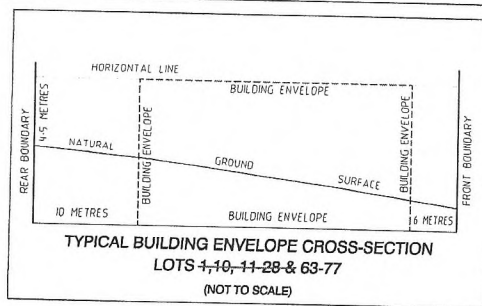 HORIZONTAL LINE
BUILDING ENVELOPE
REAR BOUNDARY
4·5 METRES
NATURAL
BUILDING ENVELOPE
GROUND
SURFACE
BUILDING ENVELOPE
FRONT BOUNDARY
10 METRES
BUILDING ENVELOPE
6 METRES
TYPICAL BUILDING ENVELOPE CROSS-SECTION
LOTS 1,10, 11-28 & 63-77
(NOT TO SCALE)